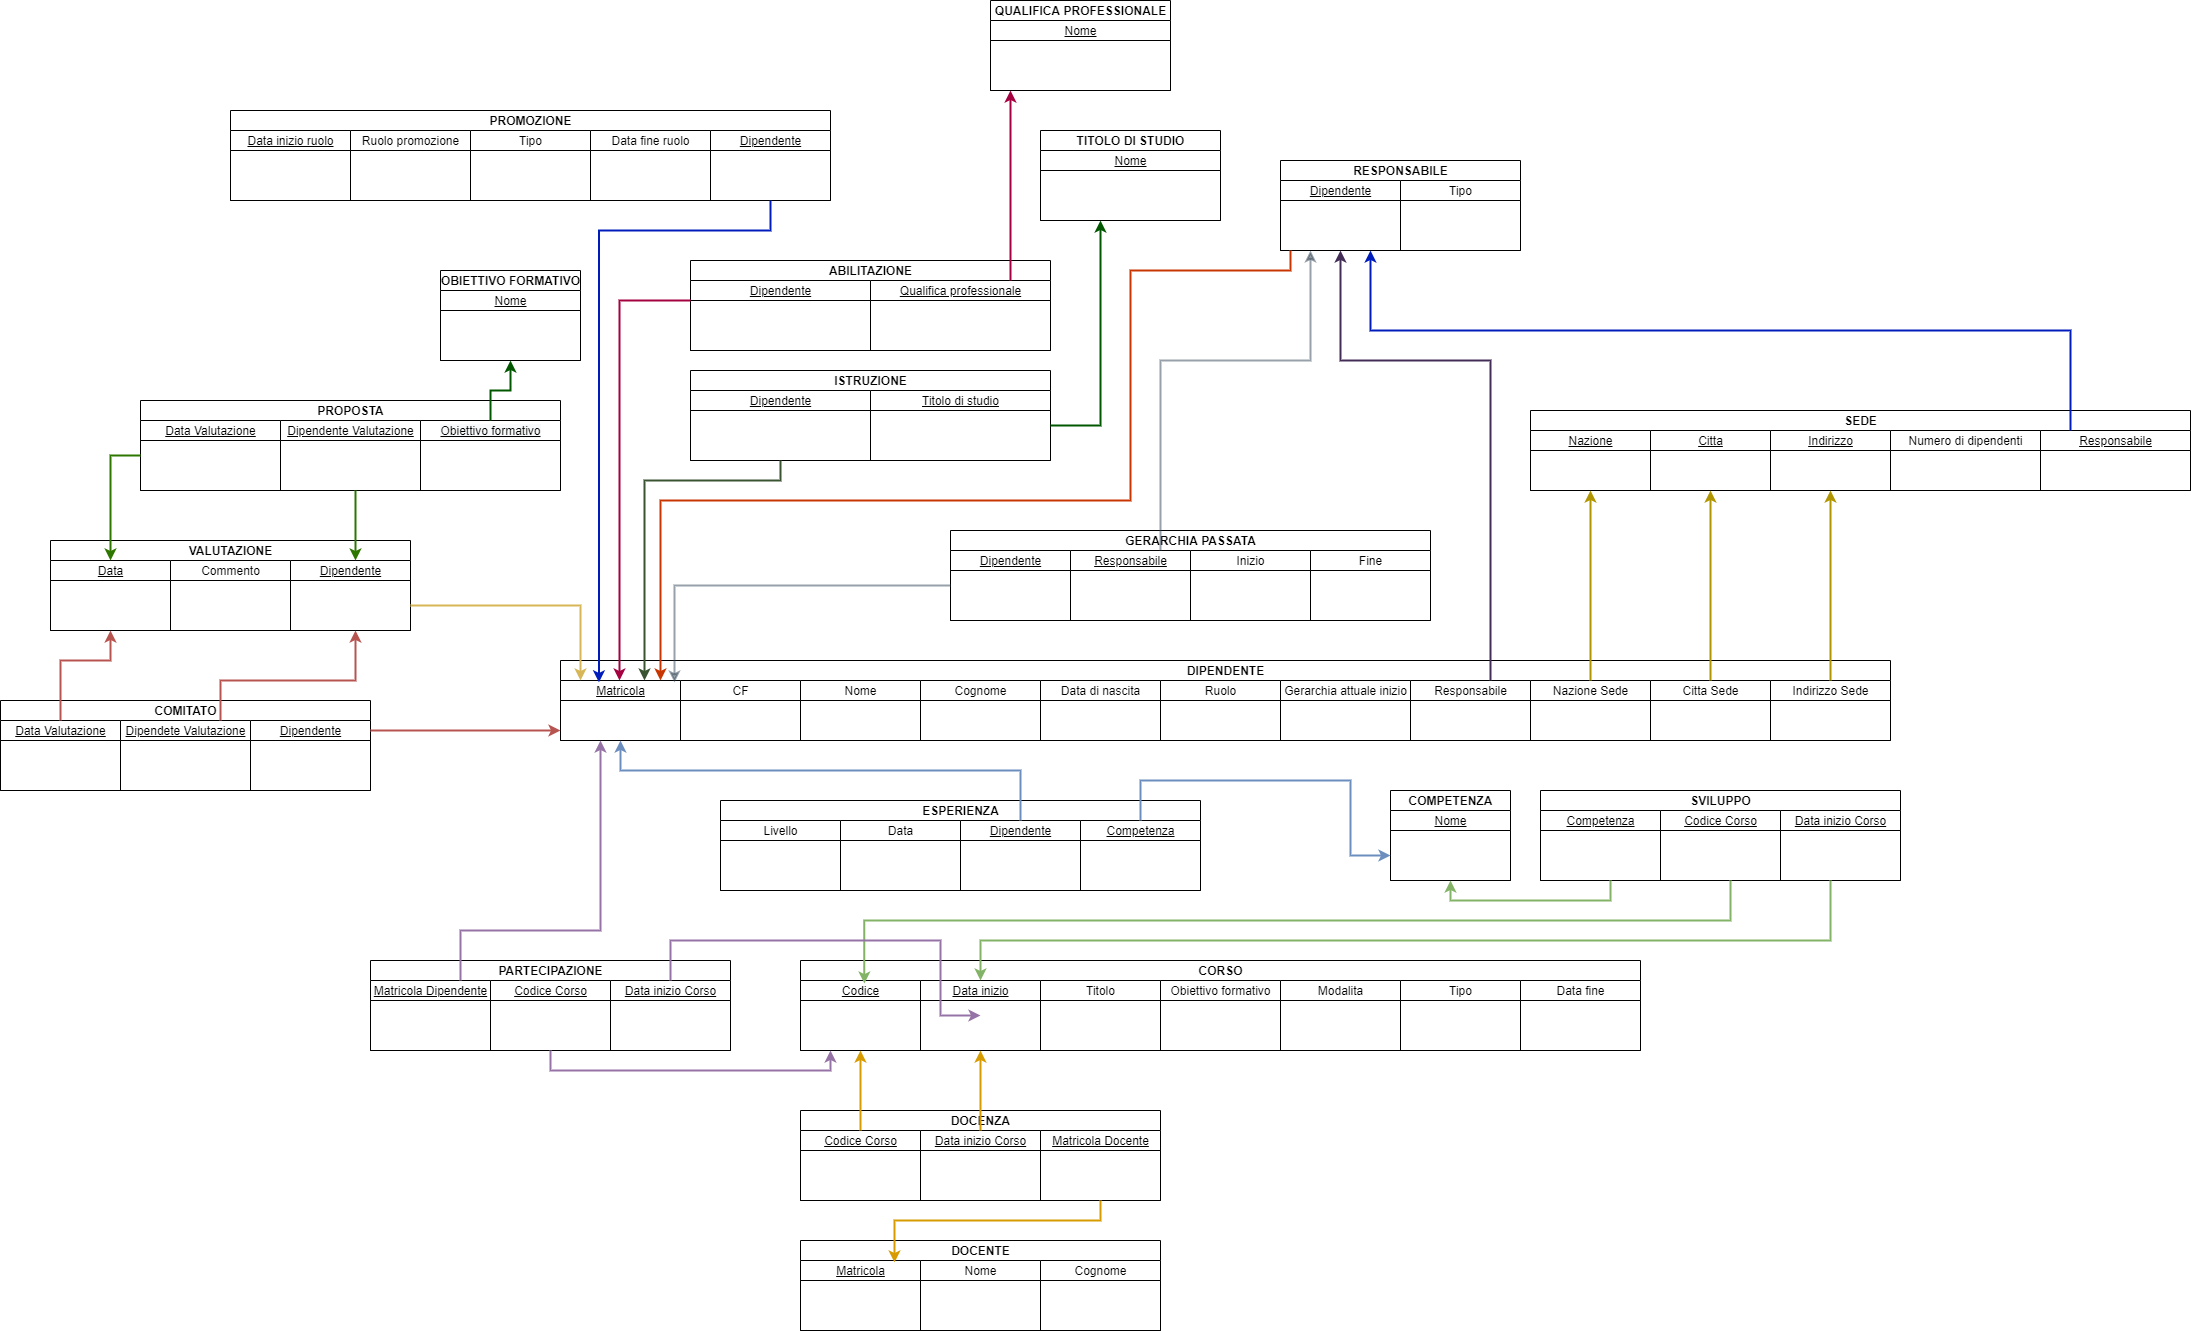 QUALIFICA PROFESSIONALE
Nome
PROMOZIONE
Data inizio ruolo Ruolo promozione Tipo Data fine ruolo Dipendente
TITOLO DI STUDIO
Nome
RESPONSABILE
Dipendente Tipo
OBIETTIVO FORMATIVO
Nome
ABILITAZIONE
Dipendente Qualifica professionale
ISTRUZIONE
Dipendente Titolo di studio
PROPOSTA
Data Valutazione Dipendente Valutazione Obiettivo formativo
SEDE
Nazione Citta Indirizzo Numero di dipendenti Responsabile
VALUTAZIONE
Data Commento Dipendente
GERARCHIA PASSATA
Dipendente Responsabile Inizio Fine
DIPENDENTE
Matricola CF Nome Cognome Data di nascita Ruolo Gerarchia attuale inizio Responsabile Nazione Sede Citta Sede Indirizzo Sede
COMITATO
Data Valutazione Dipendete Valutazione Dipendente
ESPERIENZA
Livello Data Dipendente Competenza
COMPETENZA
Nome
SVILUPPO
Competenza Codice Corso Data inizio Corso
PARTECIPAZIONE
Matricola Dipendente Codice Corso Data inizio Corso
CORSO
Codice Data inizio Titolo Obiettivo formativo Modalita Tipo Data fine
DOCENZA
Codice Corso Data inizio Corso Matricola Docente
DOCENTE
Matricola Nome Cognome